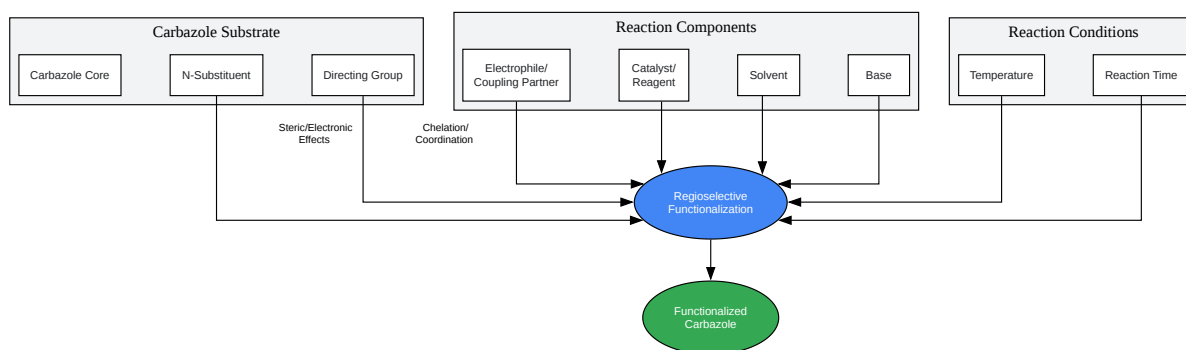 Carbazole Substrate
Reaction Components
Reaction Conditions
Carbazole Core
N-Substituent
Directing Group
Electrophile/
Coupling Partner
Catalyst/
Reagent
Solvent
Base
Temperature
Reaction Time
Steric/Electronic
Effects
Chelation/
Coordination
Regioselective
Functionalization
Functionalized
Carbazole